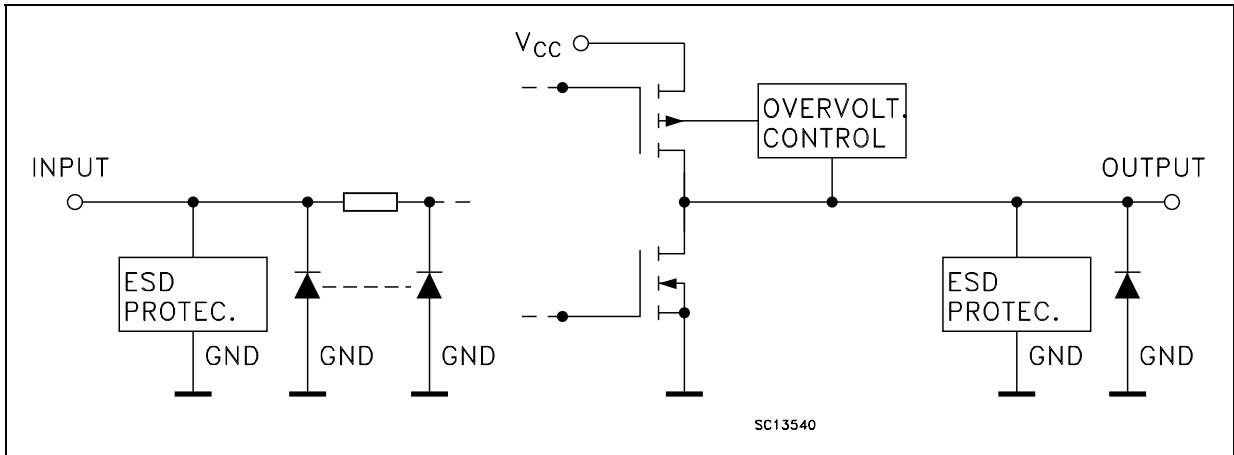 VCC
OVERVOLT.
CONTROL
INPUT
OUTPUT
ESD
PROTEC.
ESD
PROTEC.
GND
GND
GND
GND
GND
SC13540